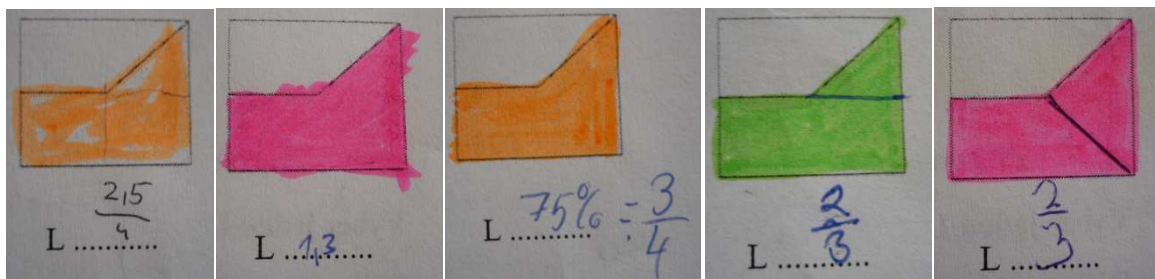 2,5
4
L ............
L 1,3
L 75% = 3
4
2
3
L ............
2
3
L ............